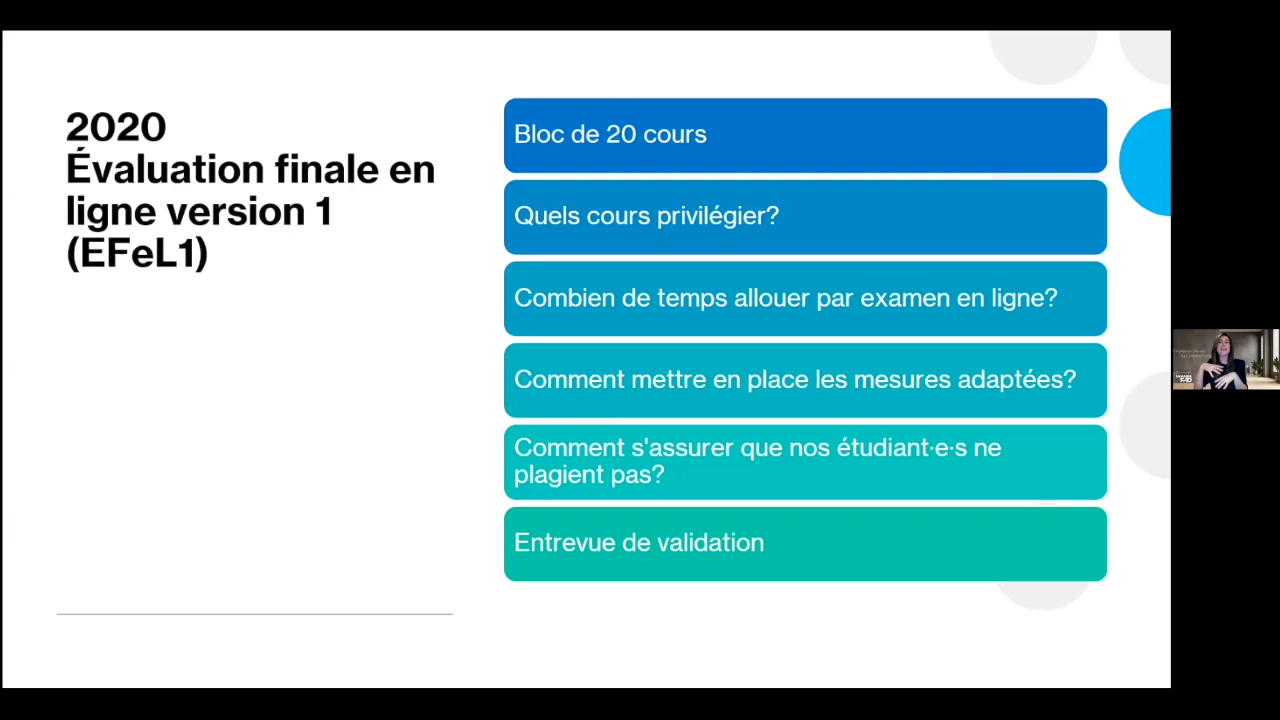 2020
Évaluation finale en
ligne version 1
(EFeL1)
Bloc de 20 cours
Quels cours privilégier?
Combien de temps allouer par examen en ligne?
Comment mettre en place les mesures adaptées?
Comment s'assurer que nos étudiant·e·s ne
plagient pas?
Entrevue de validation